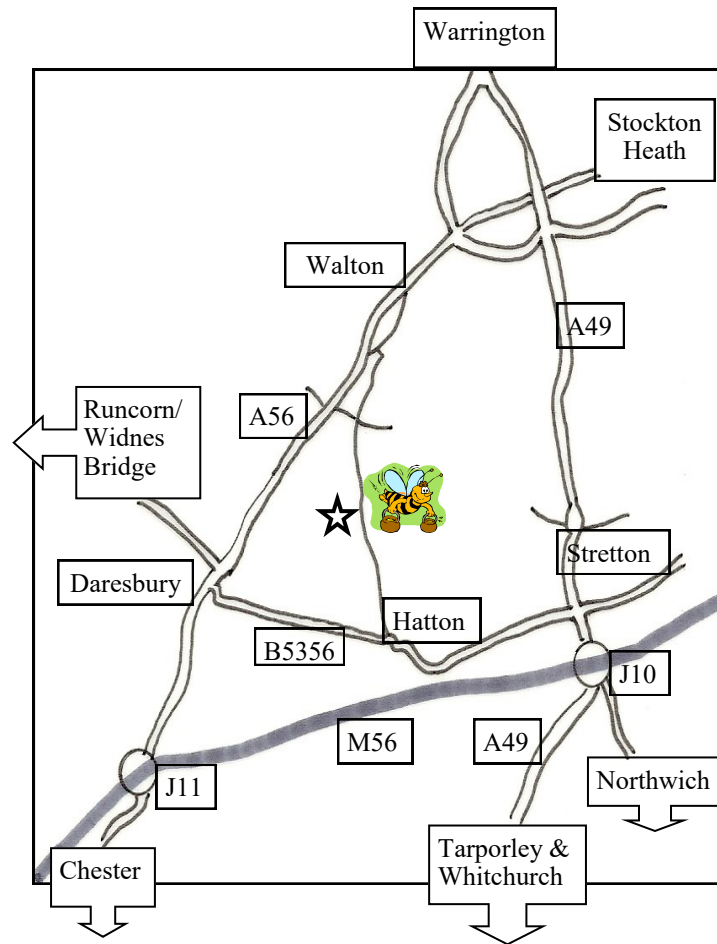 Warrington
Stockton
Heath
Walton
A49
Runcorn/
Widnes
Bridge
A56
Stretton
Daresbury
Hatton
B5356
J10
M56
A49
J11
Northwich
Chester
Tarporley &
Whitchurch